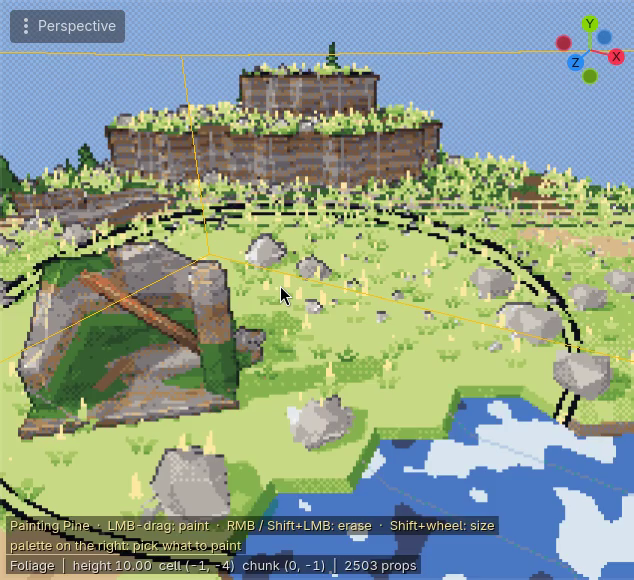 Perspective
Y
X
Z
Painting Pine · LMB-drag: paint · RMB / Shift+LMB: erase · Shift+wheel: size
palette on the right: pick what to paint
Foliage | height 10.00 cell (-1, -4) chunk (0, -1) | 2503 props